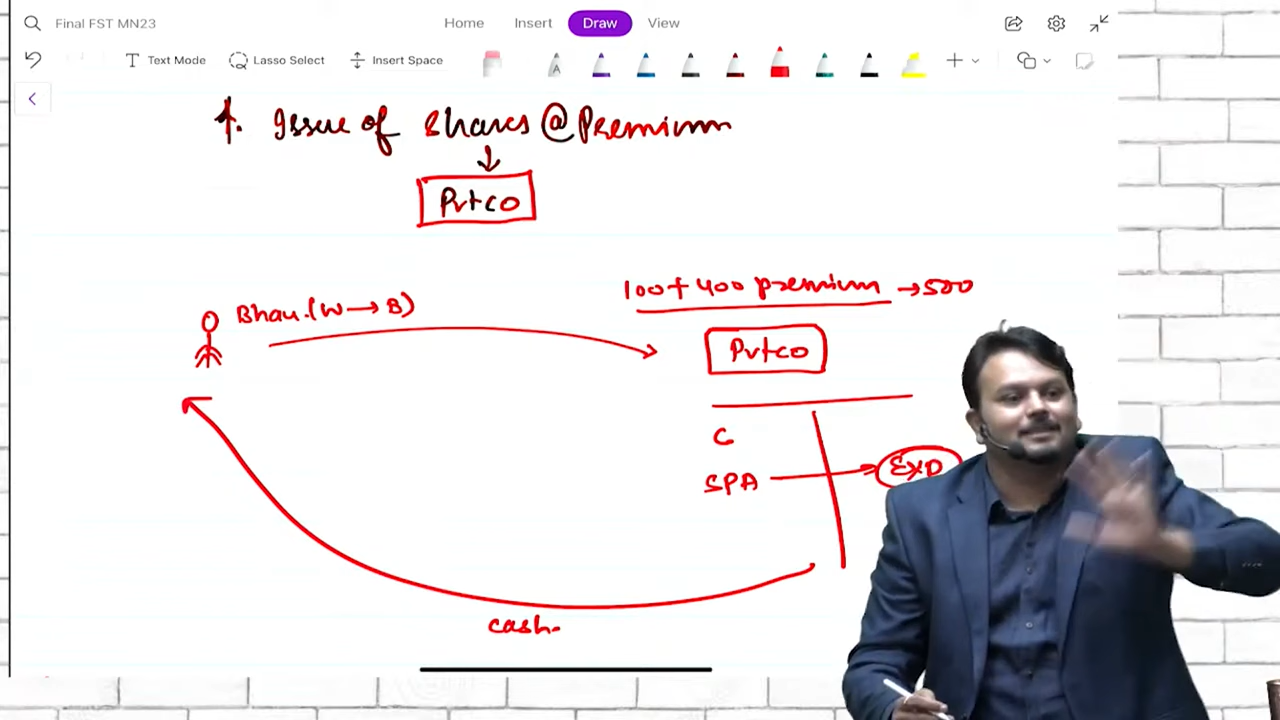 Final FST MN23
Home Insert Draw View
Text Mode Lasso Select Insert Space
1. Issue of Shares @ Premium
Pvtco
100+400 premium → 500
Bhau. (W → B)
Pvtco
C
SPA → EXP
cash.